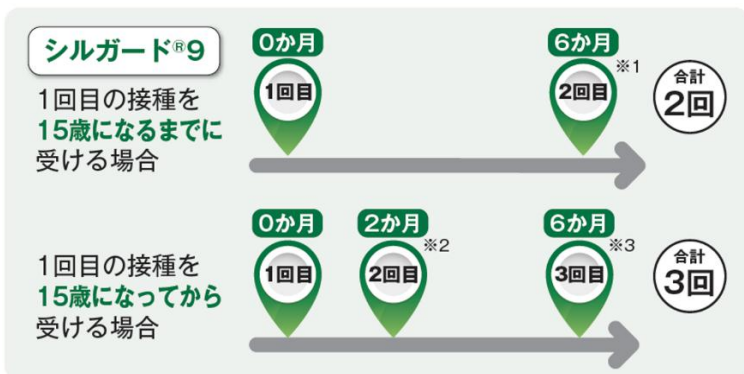 シルガード®9
1回目の接種を
15歳になるまでに
受ける場合
0か月
1回目
6か月
2回目
※1
合計
2回
1回目の接種を
15歳になってから
受ける場合
0か月
1回目
2か月
2回目
※2
6か月
3回目
※3
合計
3回